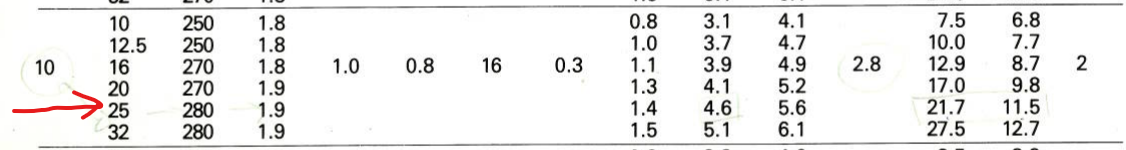 10 250 1.8 0.8 3.1 4.1 7.5 6.8
12.5 250 1.8 1.0 3.7 4.7 10.0 7.7
10 16 270 1.8 1.0 0.8 16 0.3 1.1 3.9 4.9 2.8 12.9 8.7 2
20 270 1.9 1.3 4.1 5.2 17.0 9.8
25 280 1.9 1.4 4.6 5.6 21.7 11.5
32 280 1.9 1.5 5.1 6.1 27.5 12.7